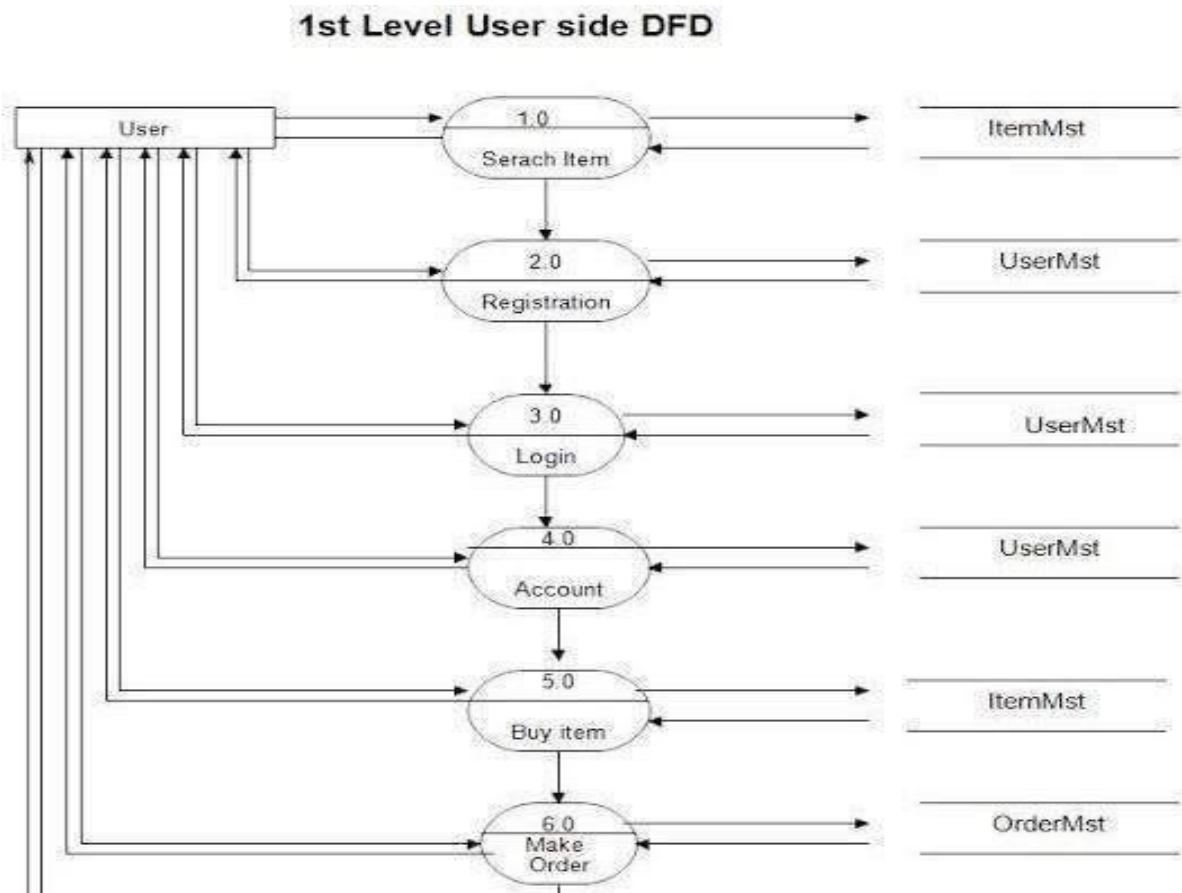 1st Level User side DFD
User
1.0
Serach Item
ItemMst
2.0
Registration
UserMst
3.0
Login
UserMst
4.0
Account
UserMst
5.0
Buy item
ItemMst
6.0
Make
Order
OrderMst